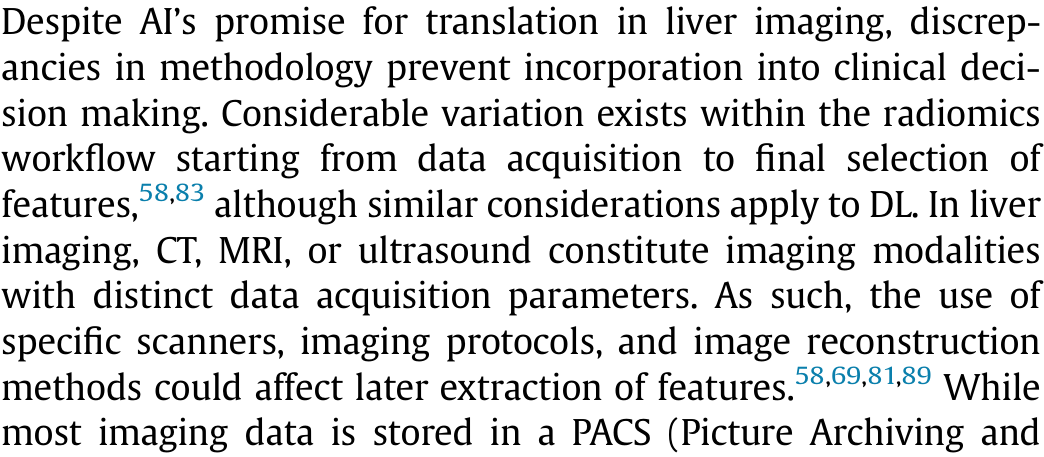 Despite AI’s promise for translation in liver imaging, discrep-
ancies in methodology prevent incorporation into clinical deci-
sion making. Considerable variation exists within the radiomics
workflow starting from data acquisition to final selection of
features,58,83 although similar considerations apply to DL. In liver
imaging, CT, MRI, or ultrasound constitute imaging modalities
with distinct data acquisition parameters. As such, the use of
specific scanners, imaging protocols, and image reconstruction
methods could affect later extraction of features.58,69,81,89 While
most imaging data is stored in a PACS (Picture Archiving and